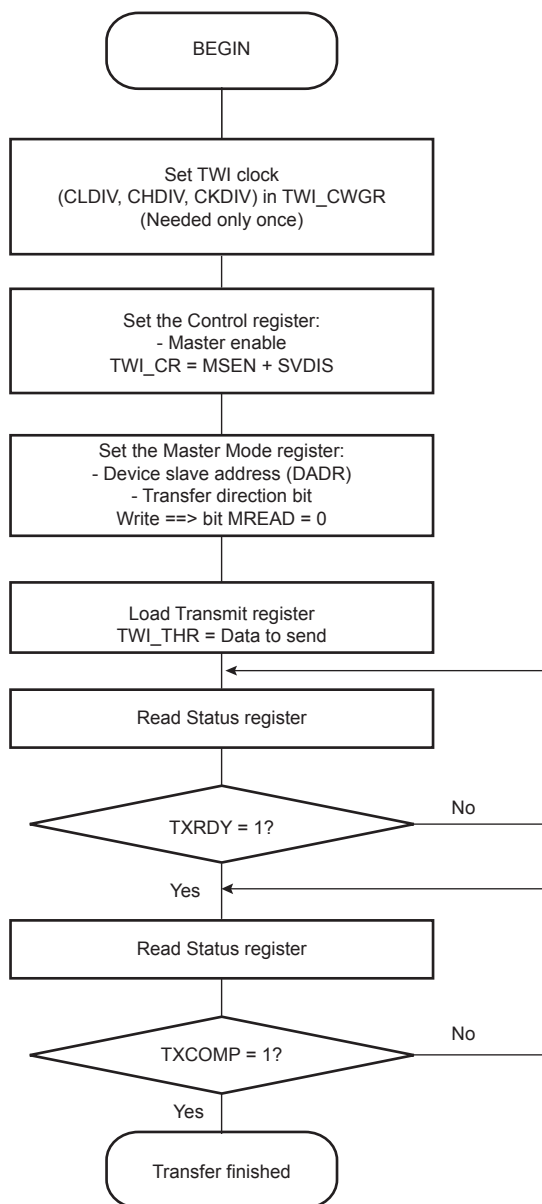 BEGIN
Set TWI clock
(CLDIV, CHDIV, CKDIV) in TWI_CWGR
(Needed only once)
Set the Control register:
- Master enable
TWI_CR = MSEN + SVDIS
Set the Master Mode register:
- Device slave address (DADR)
- Transfer direction bit
Write ==> bit MREAD = 0
Load Transmit register
TWI_THR = Data to send
Read Status register
TXRDY = 1?
No
Yes
Read Status register
TXCOMP = 1?
No
Yes
Transfer finished